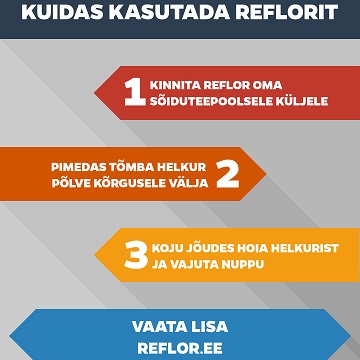 KUIDAS KASUTADA REFLORIT
1 KINNITA REFLOR OMA
SÕIDUTEEPOOLSELE KÜLJELE
PIMEDAS TÕMBA HELKUR 2
PÕLVE KÕRGUSELE VÄLJA
3 KOJU JÕUDES HOIA HELKURIST
JA VAJUTA NUPPU
VAATA LISA
REFLOR.EE